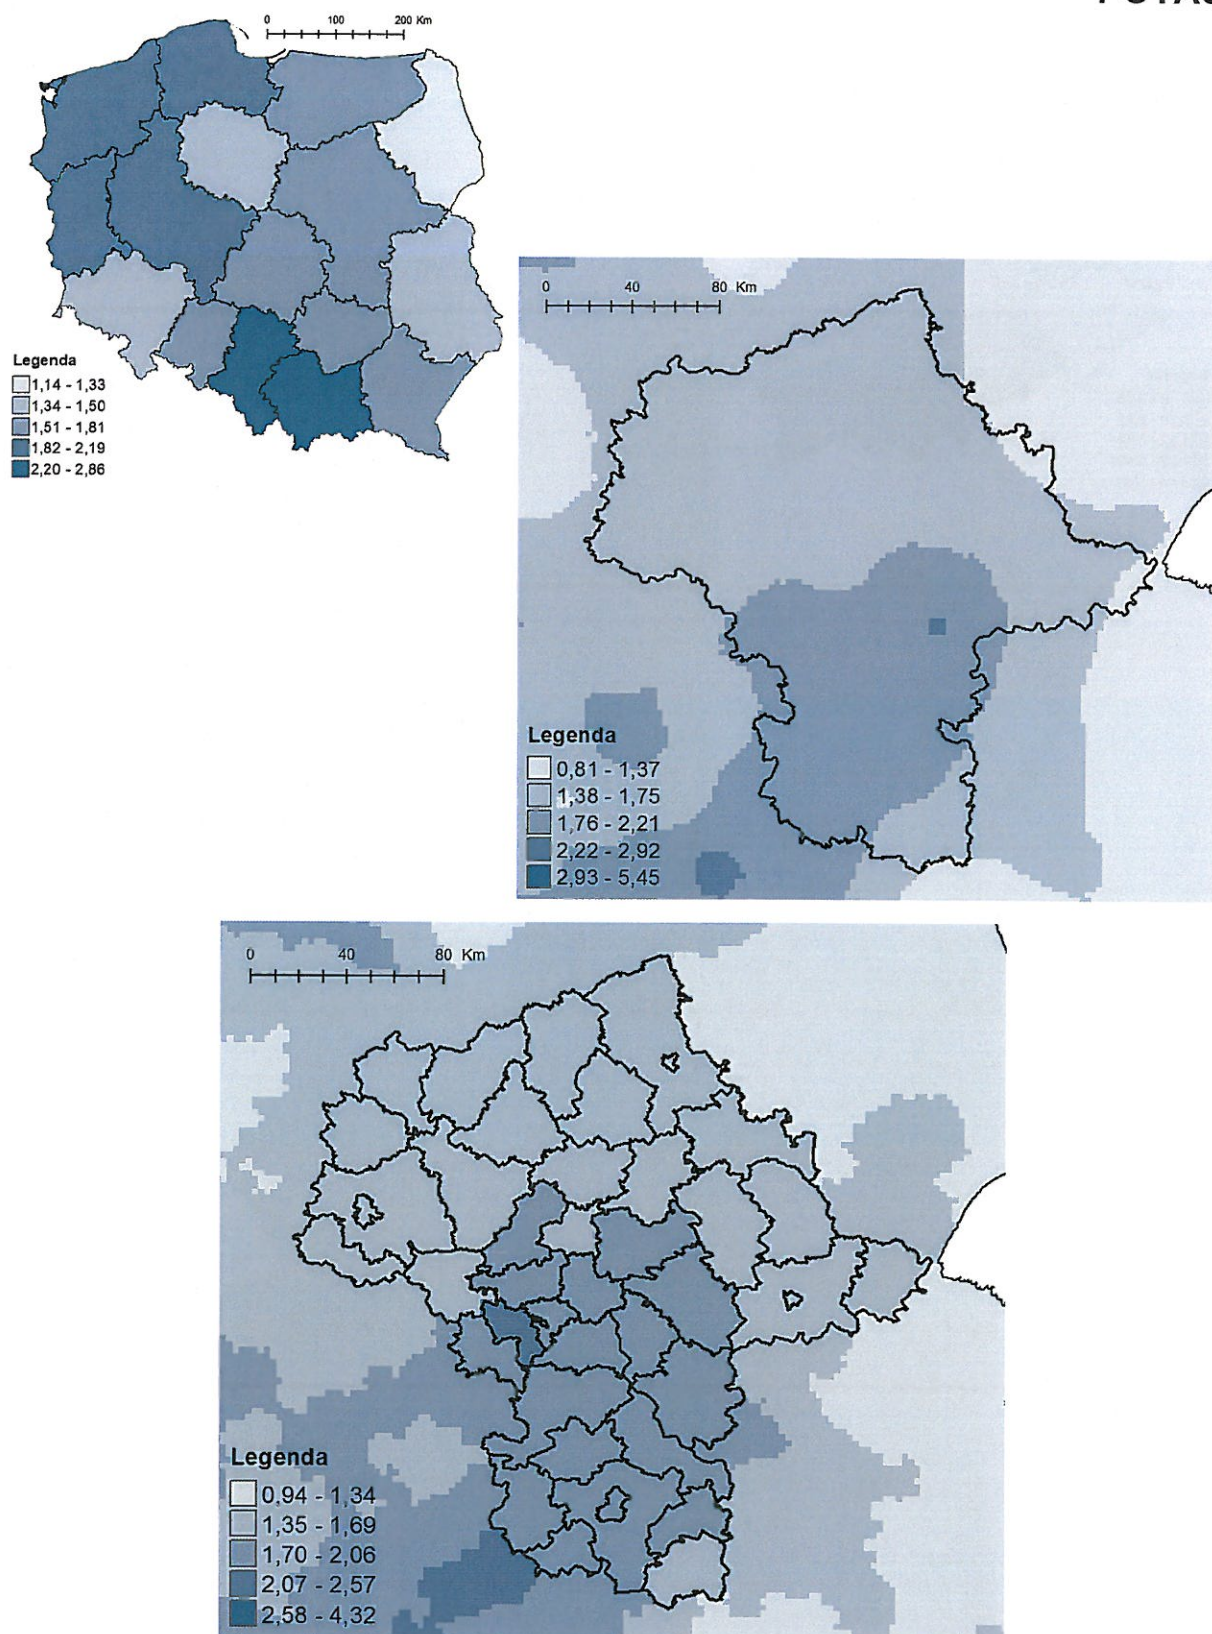 0 100 200 Km
Legenda
1,14 - 1,33
1,34 - 1,50
1,51 - 1,81
1,82 - 2,19
2,20 - 2,86
0 40 80 Km
Legenda
0,81 - 1,37
1,38 - 1,75
1,76 - 2,21
2,22 - 2,92
2,93 - 5,45
0 40 80 Km
Legenda
0,94 - 1,34
1,35 - 1,69
1,70 - 2,06
2,07 - 2,57
2,58 - 4,32